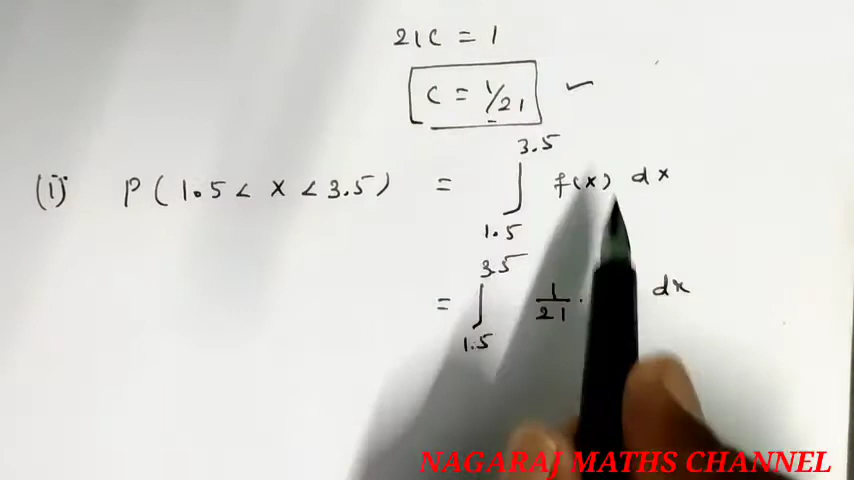 21C = 1
C = 1/21 ✓
(i) P(1.5 < x < 3.5) = ∫_{1.5}^{3.5} f(x) dx
= ∫_{1.5}^{3.5} 1/21 · dx
NAGARAJ MATHS CHANNEL